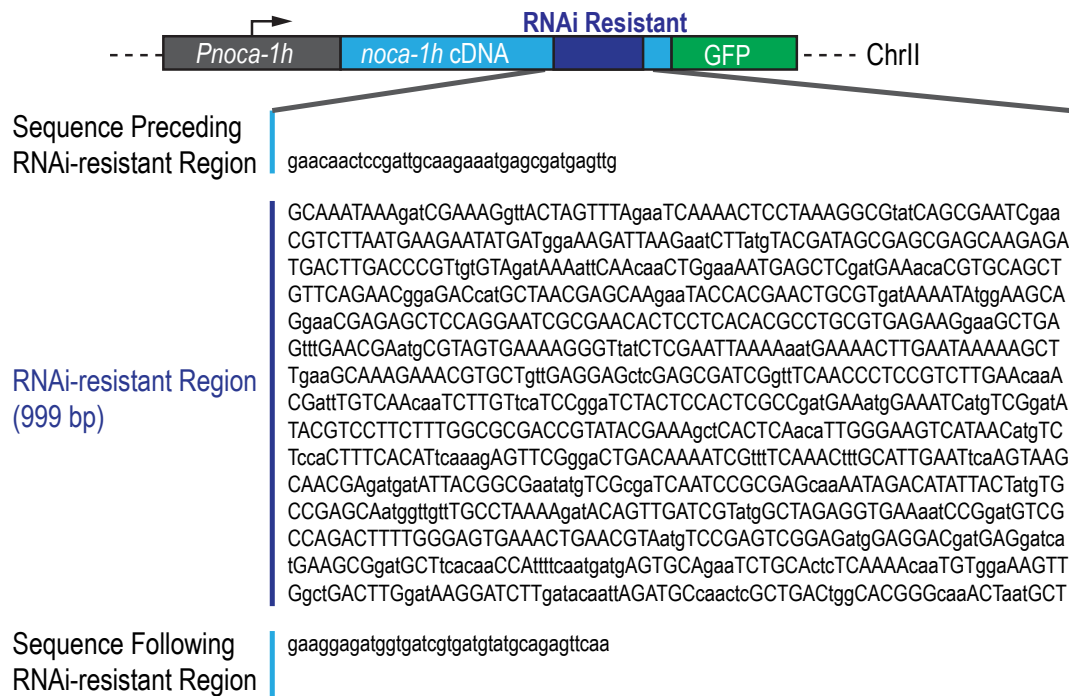 RNAi Resistant
Pnoca-1h noca-1h cDNA GFP ChrII
Sequence Preceding
RNAi-resistant Region
gaacaactccgattgcaagaaatgagcgatgagttg
GCAAATAAAgatCGAAAGgttACTAGTTTAgaaTCAAAACTCCTAAAGGCGtatCAGCGAATCgaa
CGTCTTAATGAAGAATATGATggaAAGATTAAGaatCTTatgTACGATAGCGAGCGAGCAAGAGA
TGACTTGACCCGTtgtGTAgatAAAattCAAcaaCTGgaaAATGAGCTCgatGAAacaCGTGCAGCT
GTTCAGAACggaGACcatGCTAACGAGCAAgaaTACCACGAACTGCGTgatAAAATAtggAAGCA
GgaaCGAGAGCTCCAGGAATCGCGAACACTCCTCACACGCCTGCGTGAGAAGgaaGCTGA
GtttGAACGAatgCGTAGTGAAAAGGGTtatCTCGAATTAAAAaatGAAAACTTGAATAAAAAGCT
TgaaGCAAAGAAACGTGCTgttGAGGAGctcGAGCGATCGgttTCAACCCTCCGTCTTGAAcaaA
CGattTGTCAAcaaTCTTGTtcaTCCggaTCTACTCCACTCGCCgatGAAatgGAAATCatgTCGgatA
TACGTCCTTCTTTGGCGCGACCGTATACGAAAgctCACTCAacaTTGGGAAGTCATAACatgTC
TccaCTTTCACATtcaaagAGTTCGggaCTGACAAAATCGtttTCAAACtttGCATTGAATtcaAGTAAG
CAACGAgatgatATTACGGCGaatatgTCGcgaTCAATCCGCGAGcaaAATAGACATATTACTatgTG
CCGAGCAatggttgttTGCCTAAAAgatACAGTTGATCGTatgGCTAGAGGTGAAaatCCGgatGTCG
CCAGACTTTTGGGAGTGAAACTGAACGTAatgTCCGAGTCGGAGatgGAGGACgatGAGgatca
tGAAGCGgatGCTtcacaaCCAttttcaatgatgAGTGCAgaaTCTGCActcTCAAAAcaaTGTggaAAGTT
GgctGACTTGgatAAGGATCTTgatacaattAGATGCcaactcGCTGACtggCACGGGcaaACTaatGCT
RNAi-resistant Region
(999 bp)
Sequence Following
RNAi-resistant Region
gaaggagatggtgatcgtgatgtatgcagagttcaa